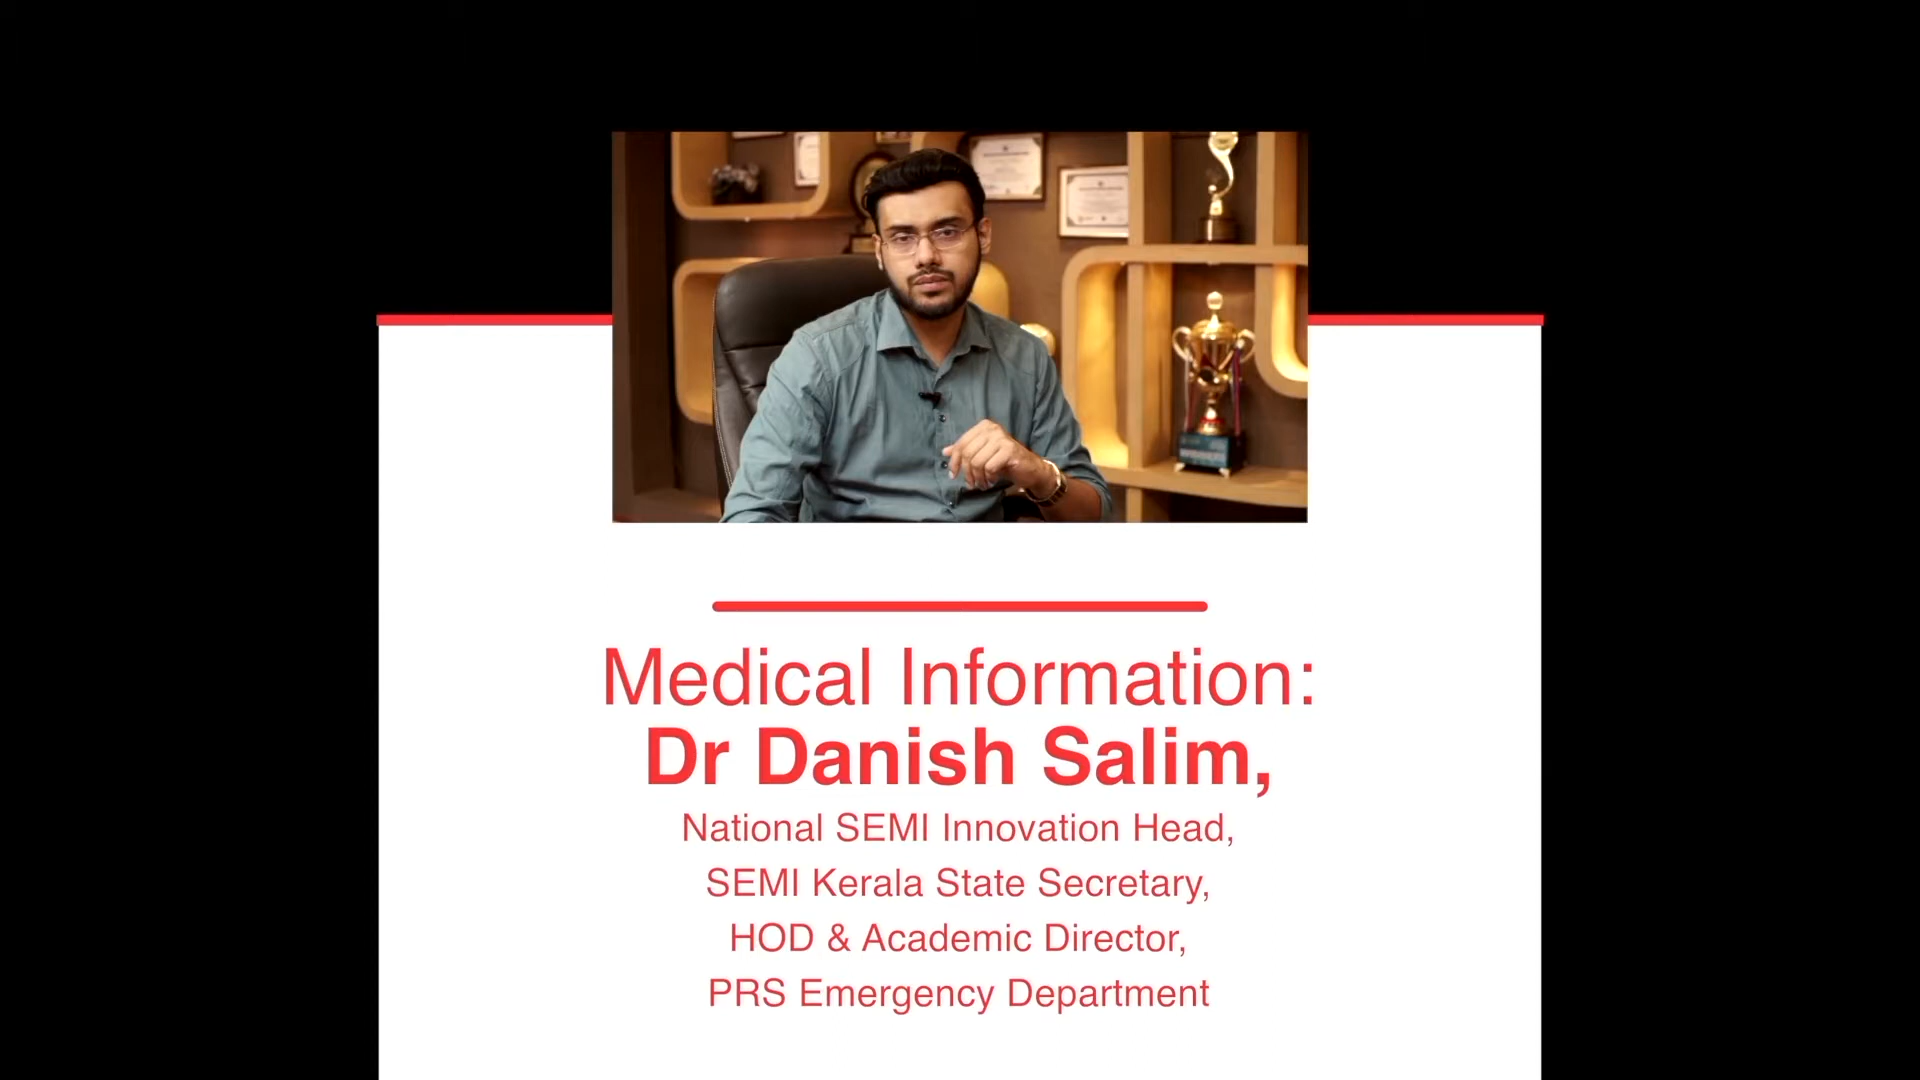 Medical Information:
Dr Danish Salim,
National SEMI Innovation Head,
SEMI Kerala State Secretary,
HOD & Academic Director,
PRS Emergency Department